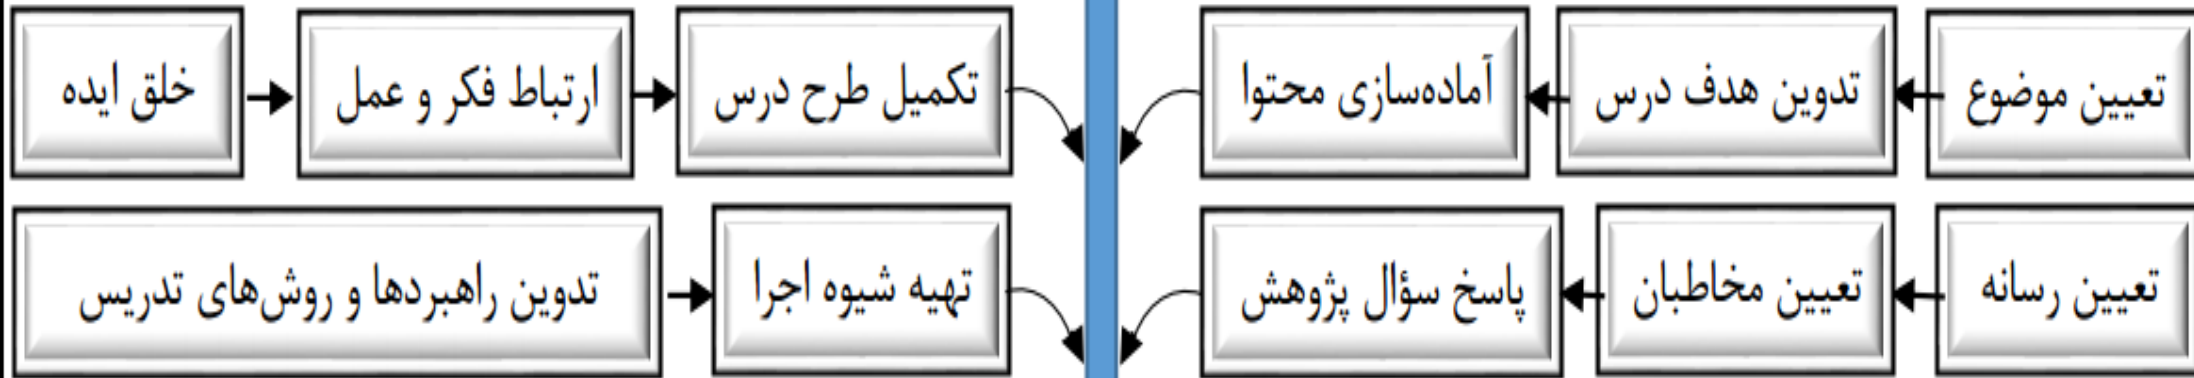 تعیین موضوع
تدوین هدف درس
آماده‌سازی محتوا
تکمیل طرح درس
ارتباط فکر و عمل
خلق ایده
تعیین رسانه
تعیین مخاطبان
پاسخ سؤال پژوهش
تهیه شیوه اجرا
تدوین راهبردها و روش‌های تدریس